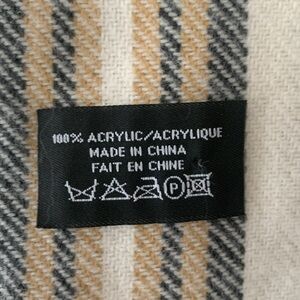 100% ACRYLIC/ACRYLIQUE
MADE IN CHINA
FAIT EN CHINE
P